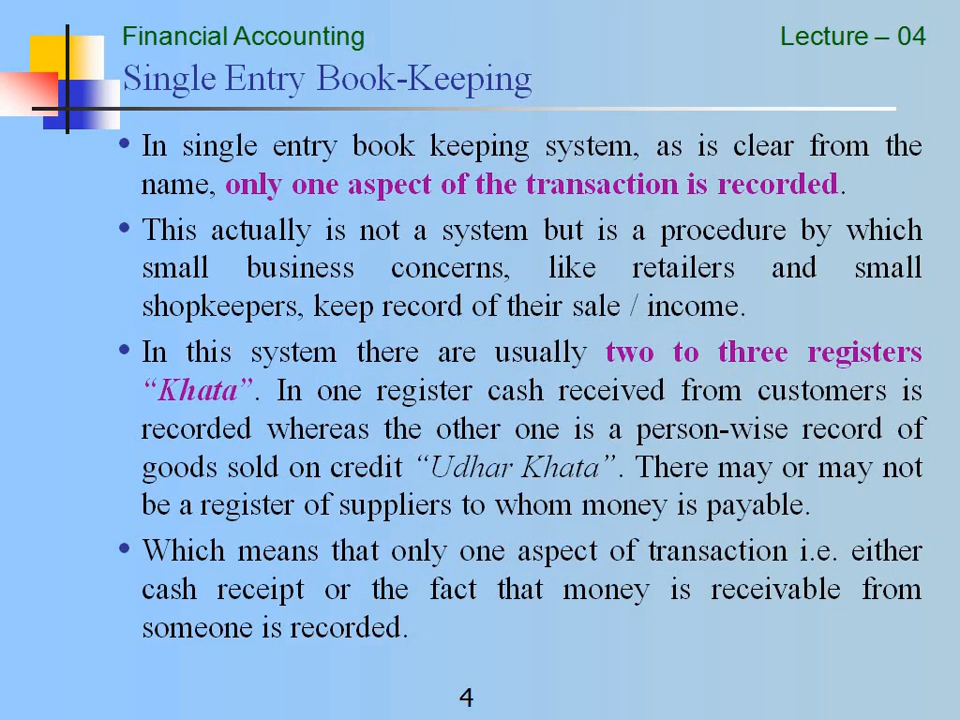 Financial Accounting Lecture – 04
Single Entry Book-Keeping
• In single entry book keeping system, as is clear from the
name, only one aspect of the transaction is recorded.
• This actually is not a system but is a procedure by which
small business concerns, like retailers and small
shopkeepers, keep record of their sale / income.
• In this system there are usually two to three registers
“Khata”. In one register cash received from customers is
recorded whereas the other one is a person-wise record of
goods sold on credit “Udhar Khata”. There may or may not
be a register of suppliers to whom money is payable.
• Which means that only one aspect of transaction i.e. either
cash receipt or the fact that money is receivable from
someone is recorded.
4